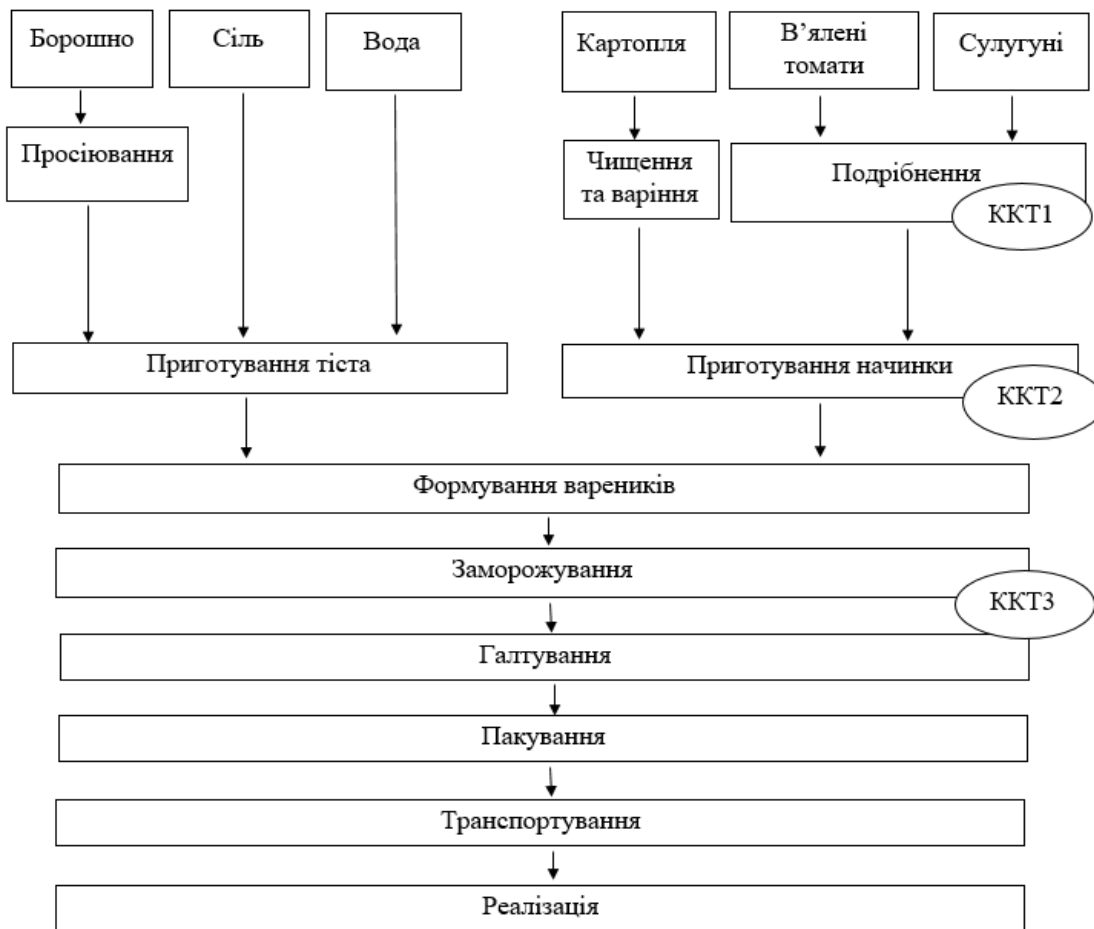 Борошно
Сіль
Вода
Картопля
В’ялені
томати
Сулугуні
Просіювання
Чищення
та варіння
Подрібнення
ККТ1
Приготування тіста
Приготування начинки
ККТ2
Формування вареників
Заморожування
ККТ3
Галтування
Пакування
Транспортування
Реалізація